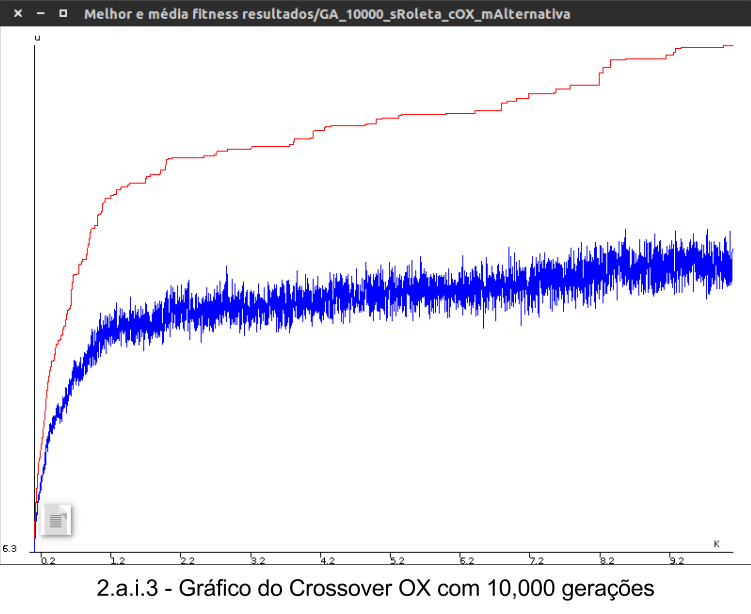 Melhor e média fitness resultados/GA_10000_sRoleta_cOX_mAlternativa
u
6.3
K
0.2 1.2 2.2 3.2 4.2 5.2 6.2 7.2 8.2 9.2
2.a.i.3 - Gráfico do Crossover OX com 10,000 gerações